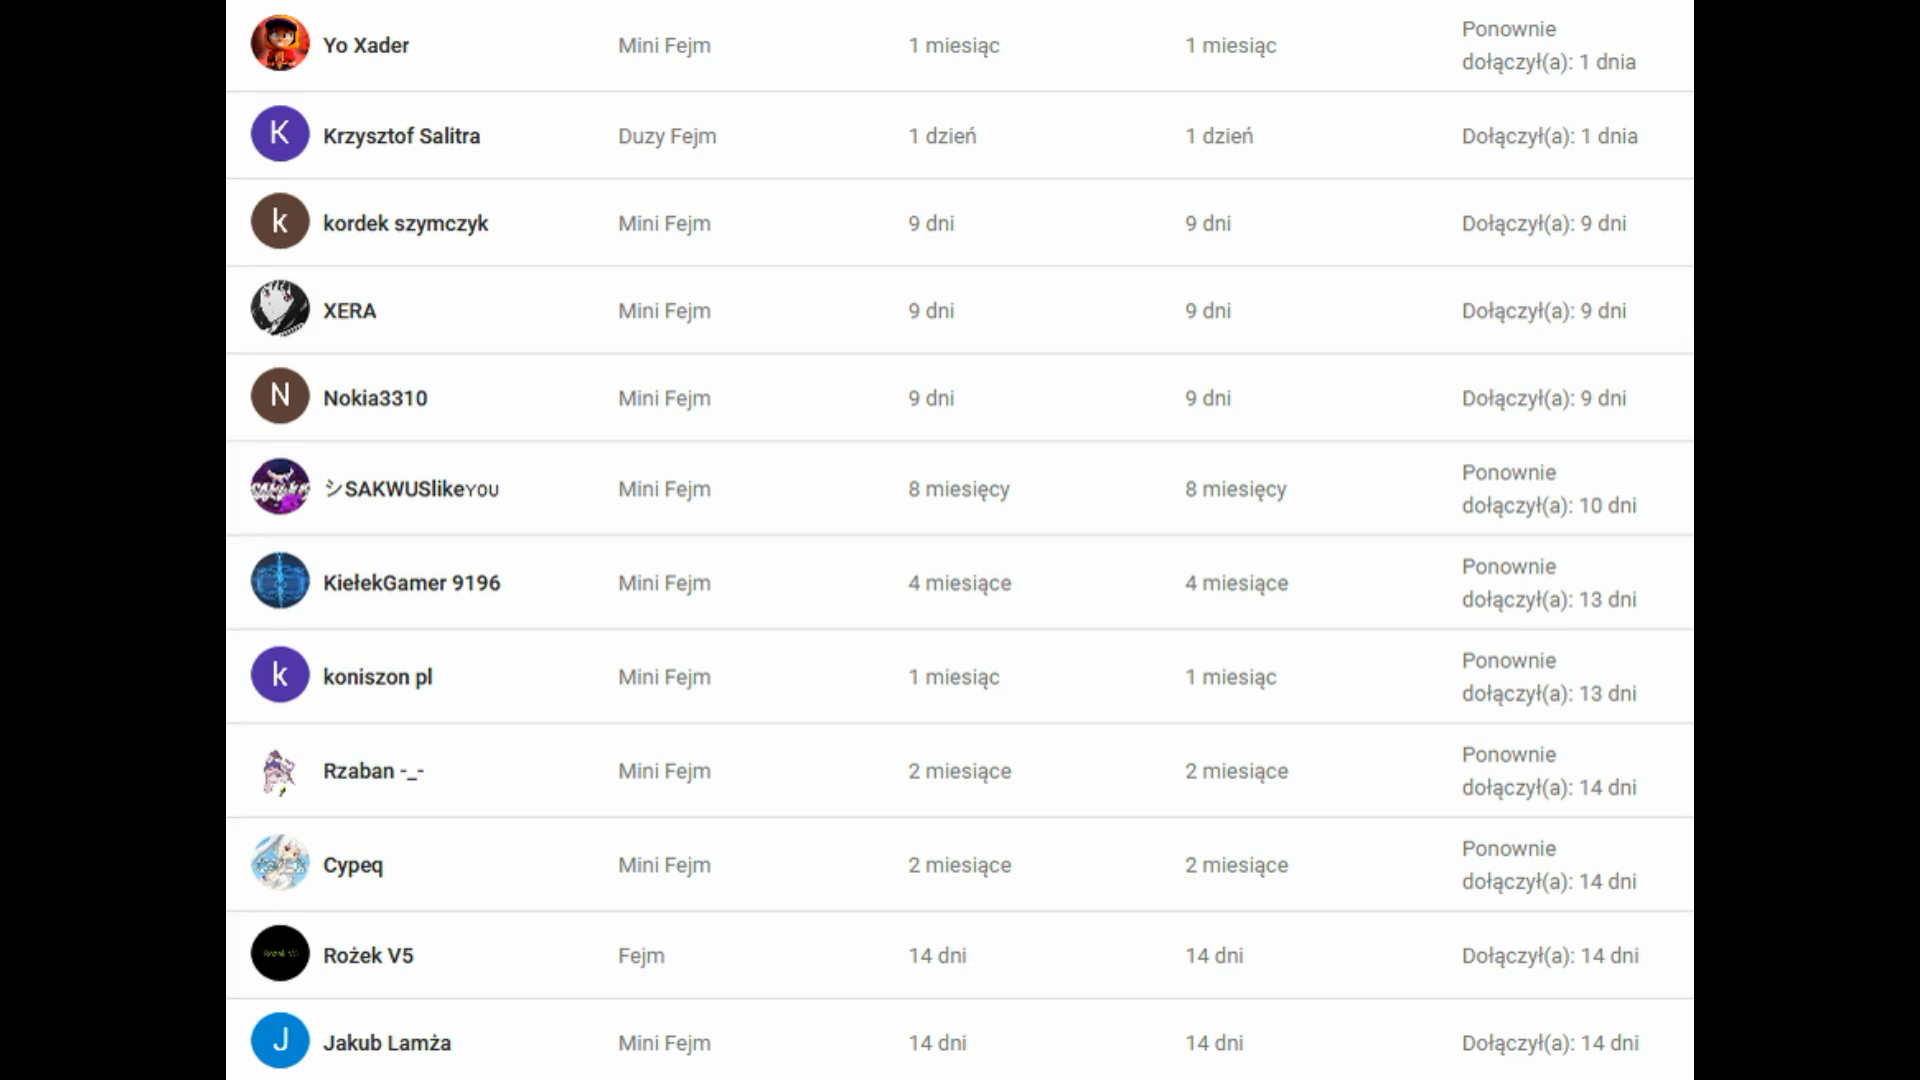 Yo Xader Mini Fejm 1 miesiąc 1 miesiąc Ponownie
dołączył(a): 1 dnia
K Krzysztof Salitra Duzy Fejm 1 dzień 1 dzień Dołączył(a): 1 dnia
k kordek szymczyk Mini Fejm 9 dni 9 dni Dołączył(a): 9 dni
XERA Mini Fejm 9 dni 9 dni Dołączył(a): 9 dni
N Nokia3310 Mini Fejm 9 dni 9 dni Dołączył(a): 9 dni
シSAKWUSlikeʏᴏᴜ Mini Fejm 8 miesięcy 8 miesięcy Ponownie
dołączył(a): 10 dni
KiełekGamer 9196 Mini Fejm 4 miesiące 4 miesiące Ponownie
dołączył(a): 13 dni
k koniszon pl Mini Fejm 1 miesiąc 1 miesiąc Ponownie
dołączył(a): 13 dni
Rzaban -_- Mini Fejm 2 miesiące 2 miesiące Ponownie
dołączył(a): 14 dni
Cypeq Mini Fejm 2 miesiące 2 miesiące Ponownie
dołączył(a): 14 dni
Rożek V5 Fejm 14 dni 14 dni Dołączył(a): 14 dni
J Jakub Lamża Mini Fejm 14 dni 14 dni Dołączył(a): 14 dni